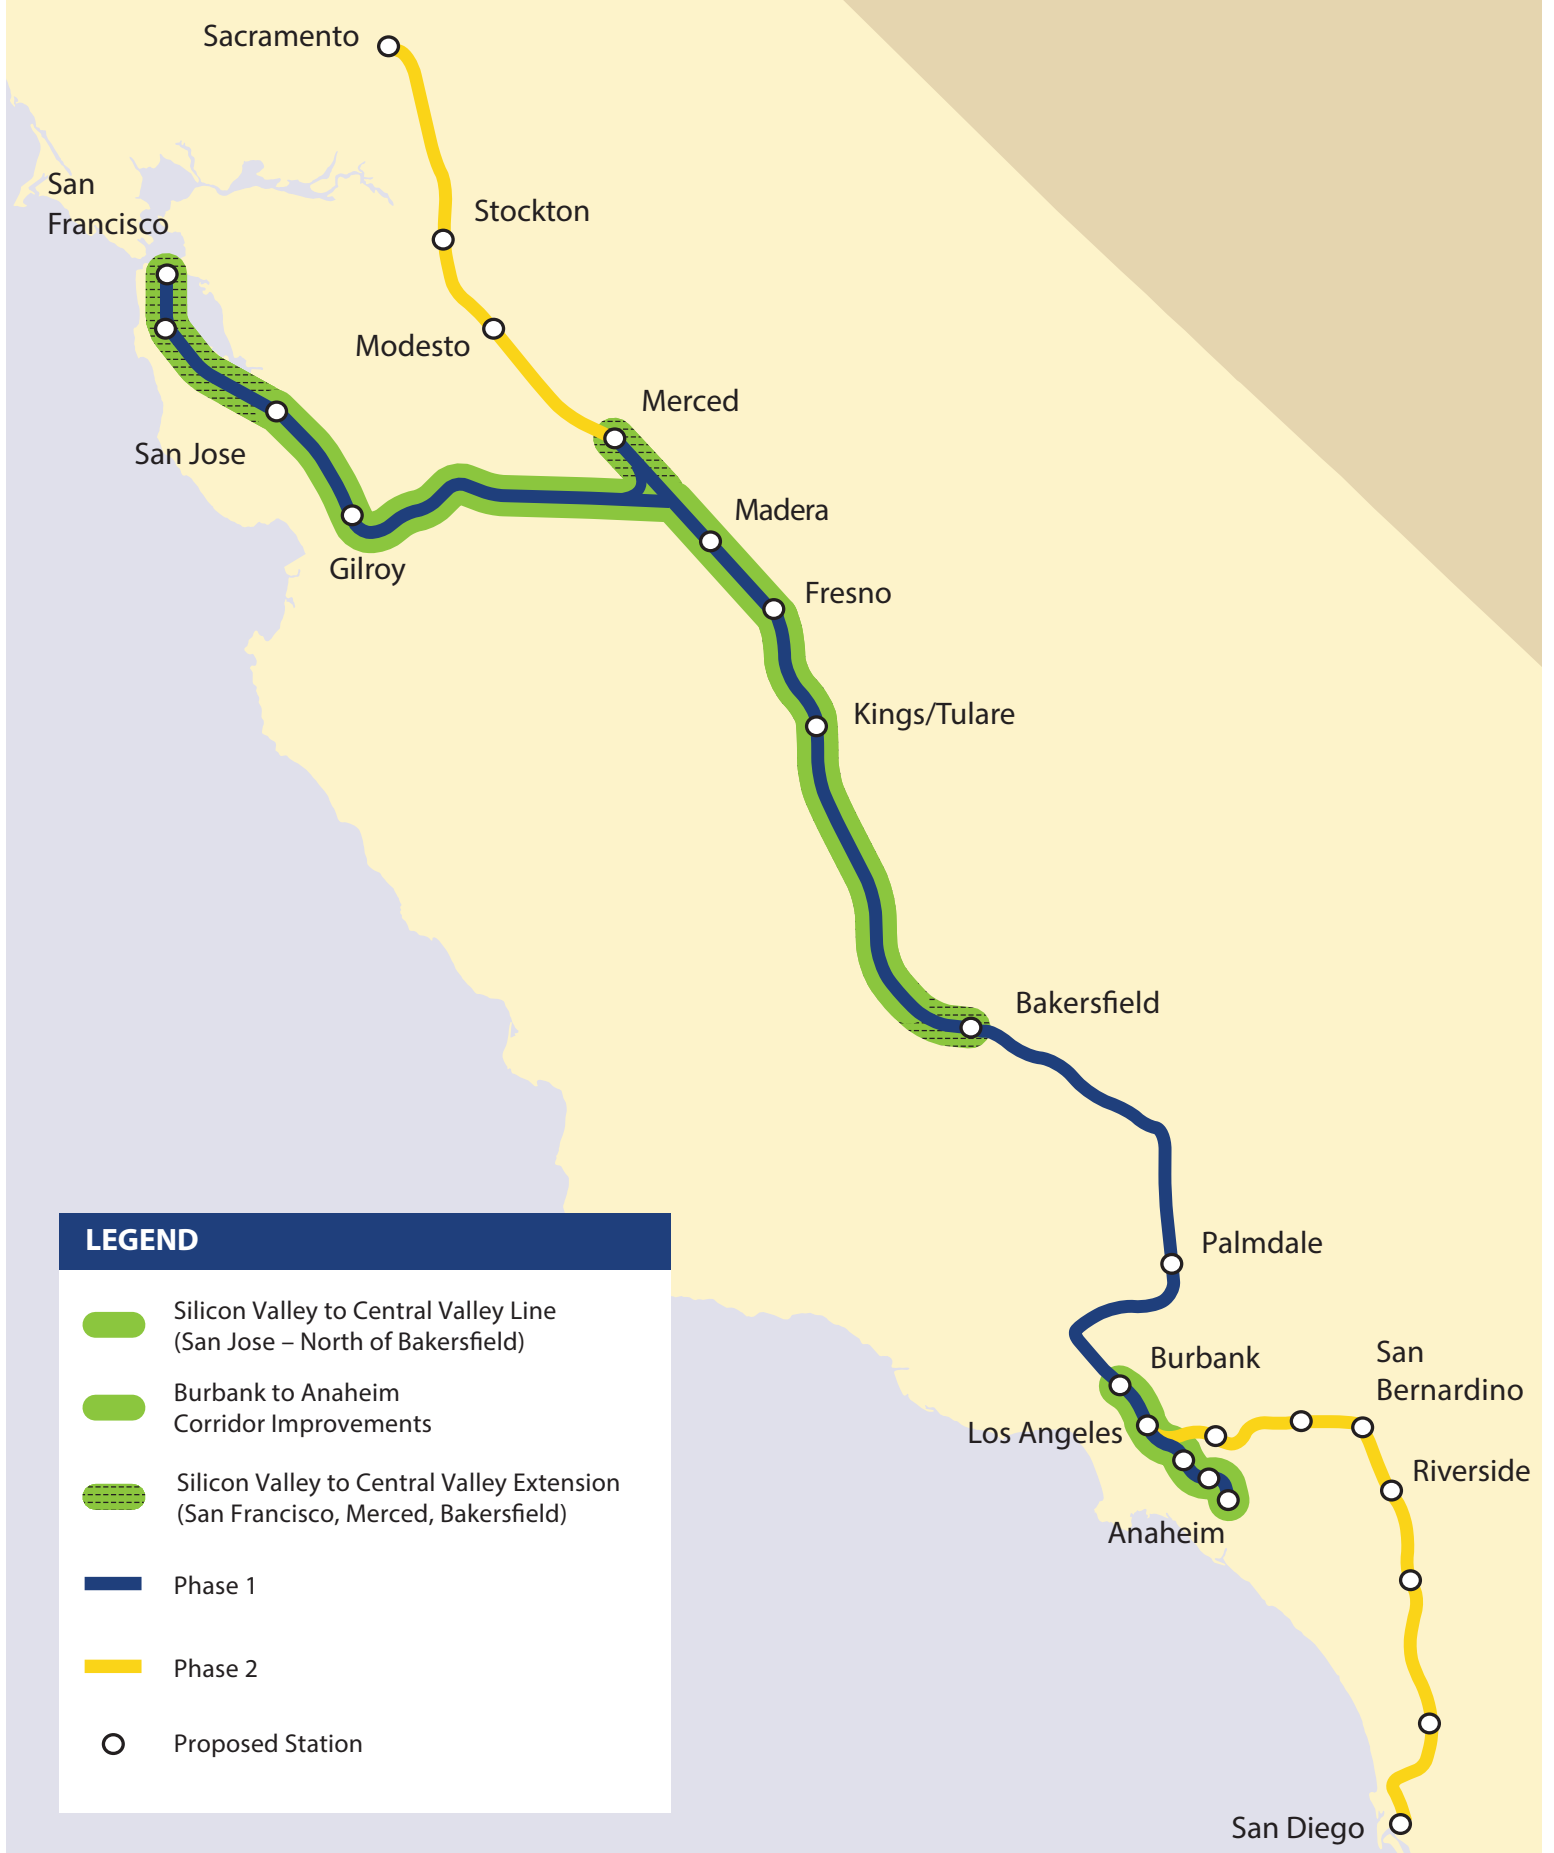 Sacramento
San
Francisco
Stockton
Modesto
Merced
San Jose
Madera
Gilroy
Fresno
Kings/Tulare
Bakersfield
Palmdale
Burbank
San
Bernardino
Los Angeles
Riverside
Anaheim
San Diego
LEGEND
Silicon Valley to Central Valley Line
(San Jose – North of Bakersfield)
Burbank to Anaheim
Corridor Improvements
Silicon Valley to Central Valley Extension
(San Francisco, Merced, Bakersfield)
Phase 1
Phase 2
Proposed Station